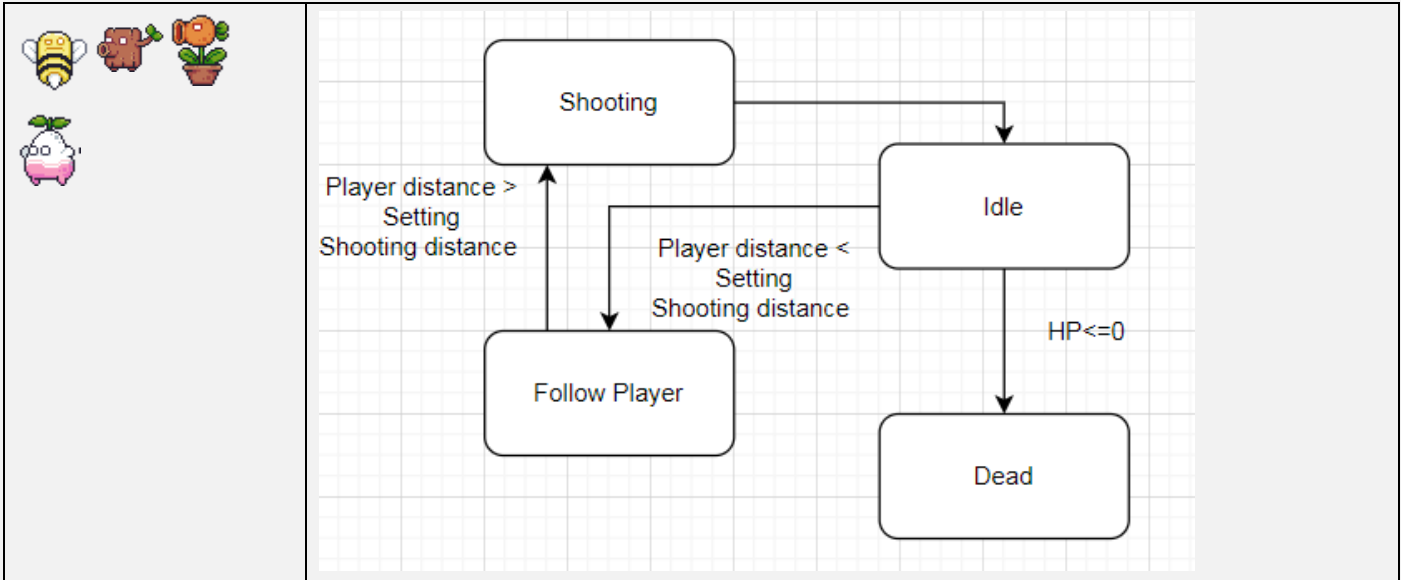 Shooting
Idle
Player distance >
Setting
Shooting distance
Player distance <
Setting
Shooting distance
HP<=0
Follow Player
Dead